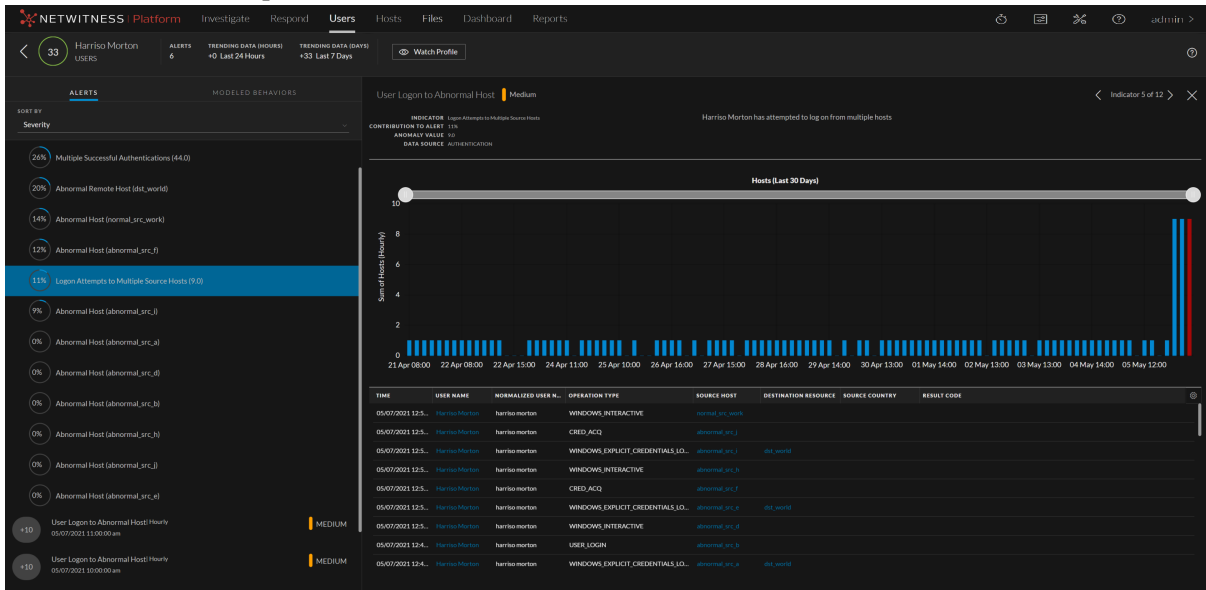 NETWITNESS | Platform Investigate Respond Users Hosts Files Dashboard Reports admin >
33 Harriso Morton USERS
ALERTS 6
TRENDING DATA (HOURS) +0 Last 24 Hours
TRENDING DATA (DAYS) +33 Last 7 Days
Watch Profile
ALERTS MODELED BEHAVIORS
SORT BY
Severity
26% Multiple Successful Authentications (44.0)
20% Abnormal Remote Host (dst_world)
14% Abnormal Host (normal_src_work)
12% Abnormal Host (abnormal_src_f)
11% Logon Attempts to Multiple Source Hosts (9.0)
9% Abnormal Host (abnormal_src_i)
0% Abnormal Host (abnormal_src_a)
0% Abnormal Host (abnormal_src_d)
0% Abnormal Host (abnormal_src_b)
0% Abnormal Host (abnormal_src_h)
0% Abnormal Host (abnormal_src_j)
0% Abnormal Host (abnormal_src_e)
+10 User Logon to Abnormal Host| Hourly MEDIUM
05/07/2021 11:00:00 am
+10 User Logon to Abnormal Host| Hourly MEDIUM
05/07/2021 10:00:00 am
User Logon to Abnormal Host Medium
Indicator 5 of 12
INDICATOR Logon Attempts to Multiple Source Hosts
CONTRIBUTION TO ALERT 11%
ANOMALY VALUE 9.0
DATA SOURCE AUTHENTICATION
Harriso Morton has attempted to log on from multiple hosts
Hosts (Last 30 Days)
Sum of Hosts (Hourly)
10
8
6
4
2
0
21 Apr 08:00 22 Apr 08:00 22 Apr 15:00 24 Apr 11:00 25 Apr 10:00 26 Apr 16:00 27 Apr 15:00 28 Apr 16:00 29 Apr 14:00 30 Apr 13:00 01 May 14:00 02 May 13:00 03 May 13:00 04 May 14:00 05 May 12:00
TIME USER NAME NORMALIZED USER N... OPERATION TYPE SOURCE HOST DESTINATION RESOURCE SOURCE COUNTRY RESULT CODE
05/07/2021 12:5... Harriso Morton harriso morton WINDOWS_INTERACTIVE normal_src_work
05/07/2021 12:5... Harriso Morton harriso morton CRED_ACQ abnormal_src_j
05/07/2021 12:5... Harriso Morton harriso morton WINDOWS_EXPLICIT_CREDENTIALS_LO... abnormal_src_i dst_world
05/07/2021 12:5... Harriso Morton harriso morton WINDOWS_INTERACTIVE abnormal_src_h
05/07/2021 12:5... Harriso Morton harriso morton CRED_ACQ abnormal_src_f
05/07/2021 12:5... Harriso Morton harriso morton WINDOWS_EXPLICIT_CREDENTIALS_LO... abnormal_src_e dst_world
05/07/2021 12:5... Harriso Morton harriso morton WINDOWS_INTERACTIVE abnormal_src_d
05/07/2021 12:4... Harriso Morton harriso morton USER_LOGIN abnormal_src_b
05/07/2021 12:4... Harriso Morton harriso morton WINDOWS_EXPLICIT_CREDENTIALS_LO... abnormal_src_a dst_world